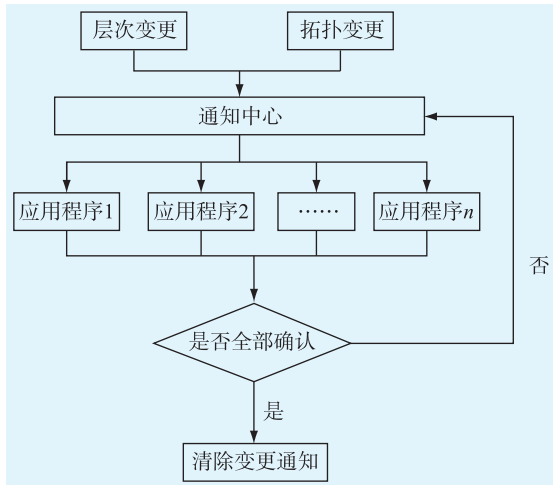 层次变更
拓扑变更
通知中心
应用程序1
应用程序2
……
应用程序n
否
是否全部确认
是
清除变更通知